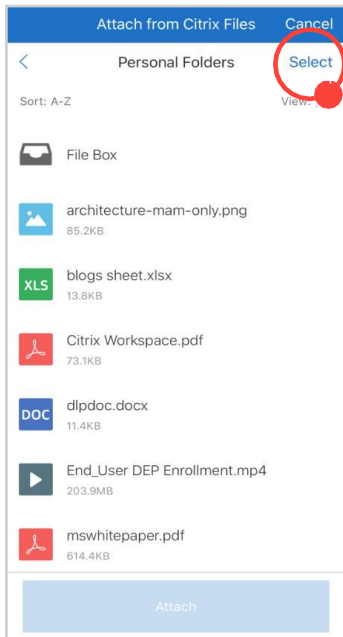 Attach from Citrix Files Cancel
Personal Folders Select
Sort: A-Z View:
File Box
architecture-mam-only.png
85.2KB
XLS
blogs sheet.xlsx
13.8KB
Citrix Workspace.pdf
73.1KB
DOC
dlpdoc.docx
11.4KB
End_User DEP Enrollment.mp4
203.9MB
mswhitepaper.pdf
614.4KB
Attach